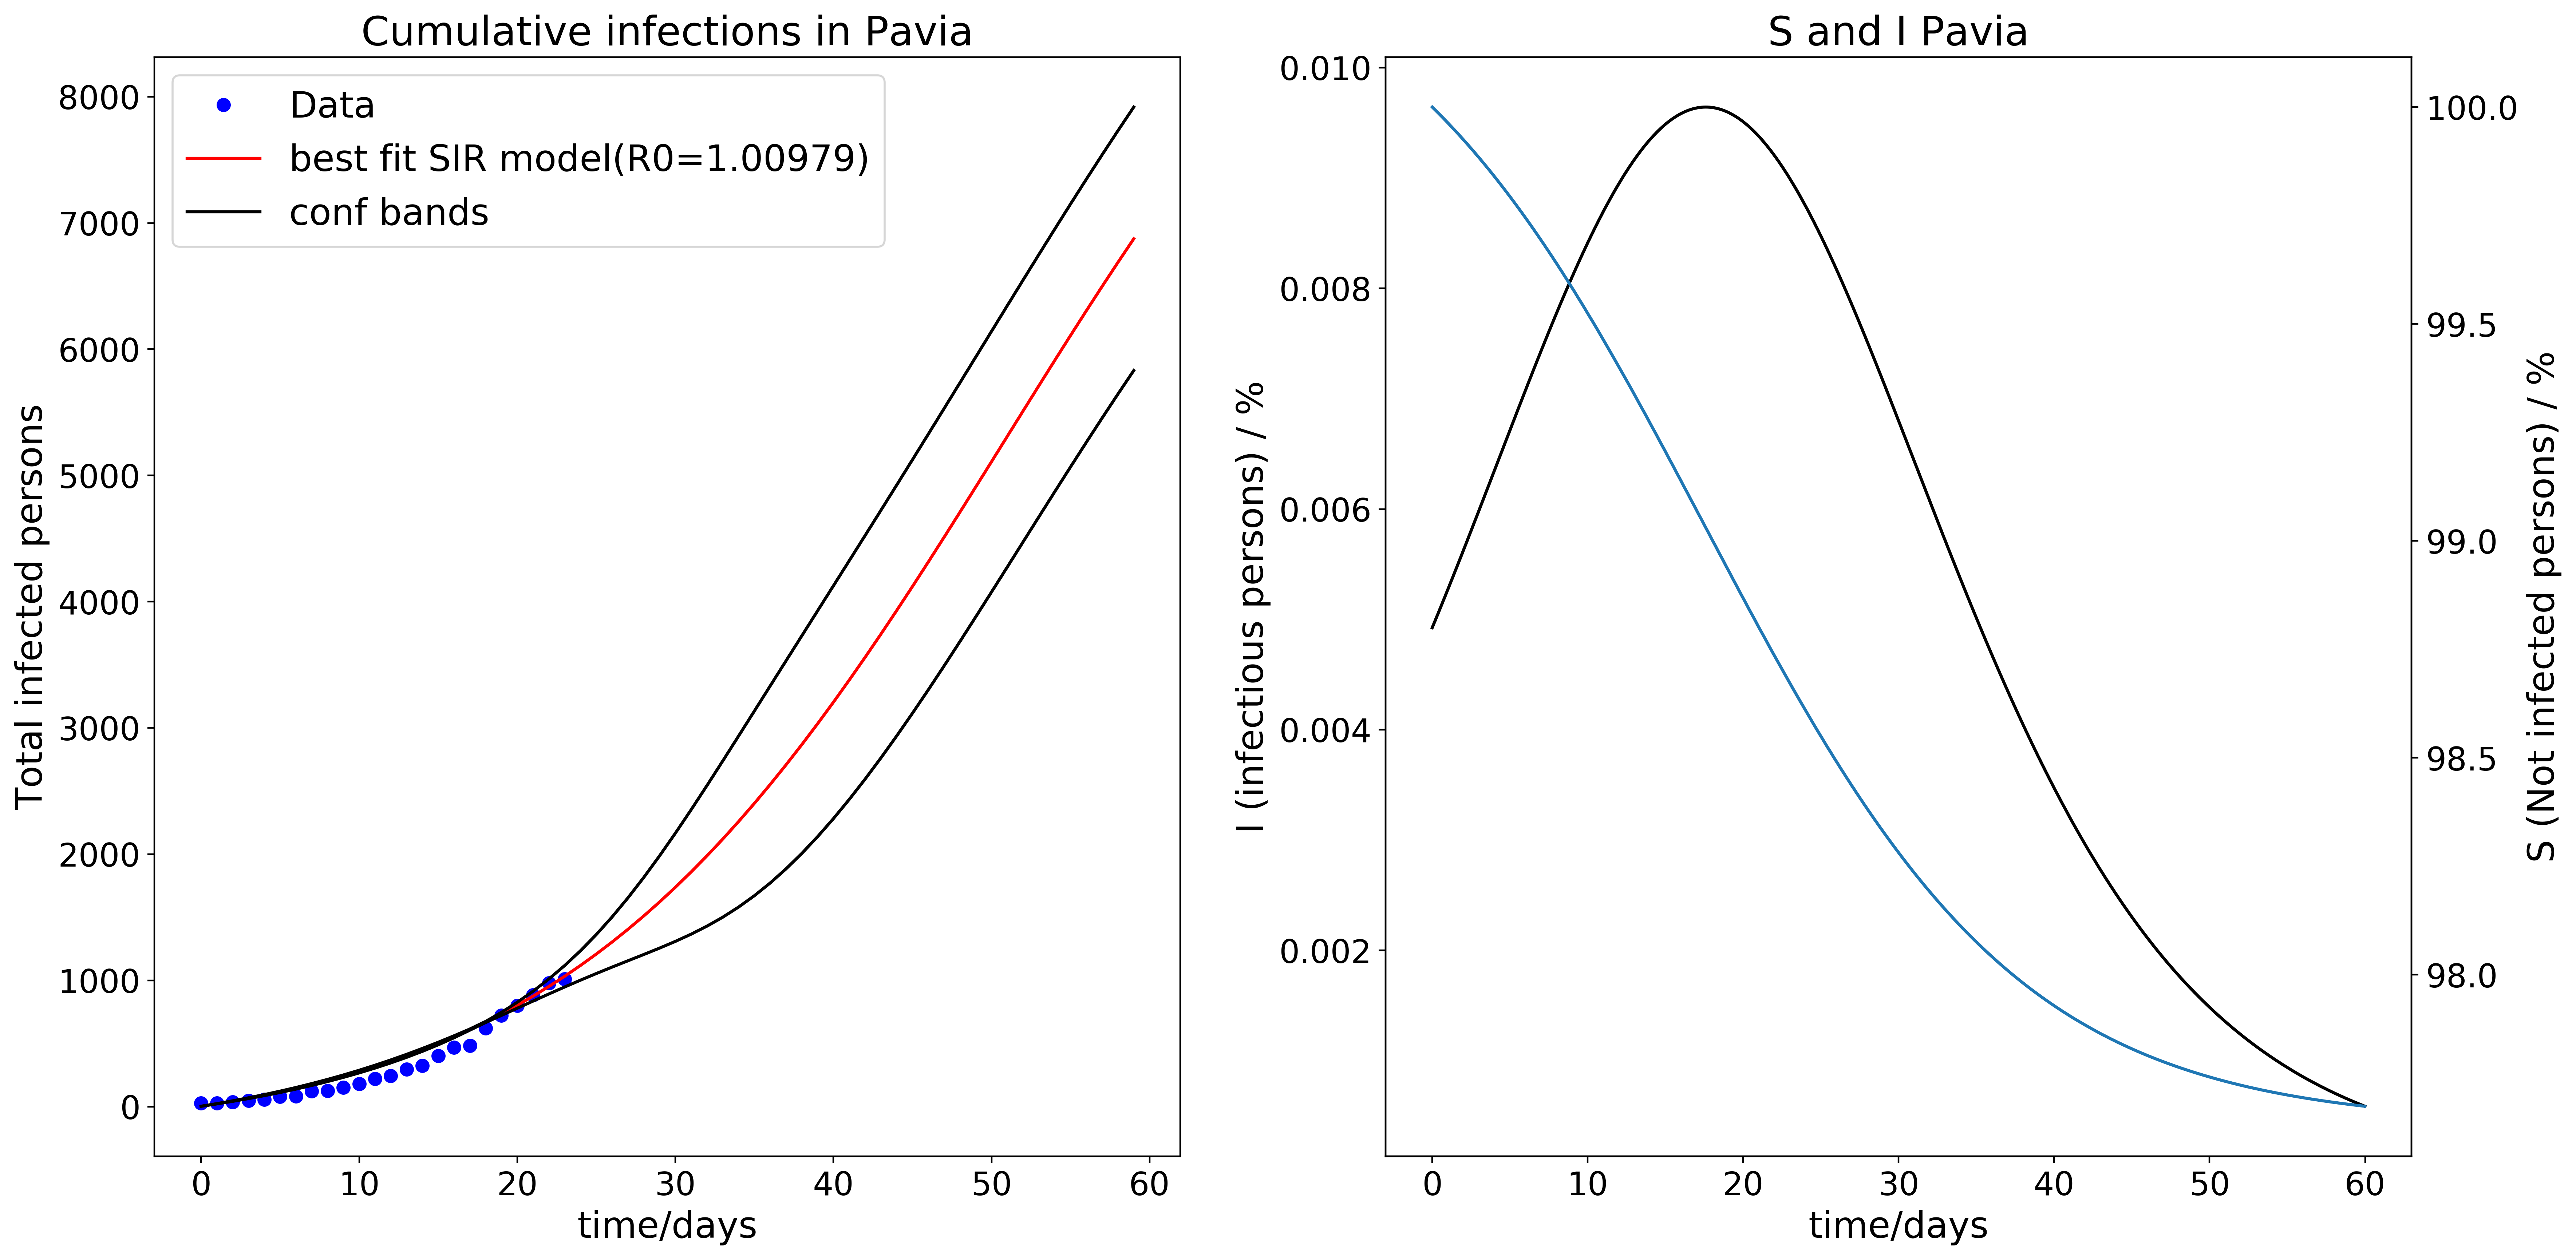 Cumulative infections in Pavia
Data
best fit SIR model(R0=1.00979)
conf bands
Total infected persons
8000
7000
6000
5000
4000
3000
2000
1000
0
0 10 20 30 40 50 60
time/days
S and I Pavia
I (infectious persons) / %
0.010
0.008
0.006
0.004
0.002
100.0
99.5
99.0
98.5
98.0
S (Not infected persons) / %
0 10 20 30 40 50 60
time/days